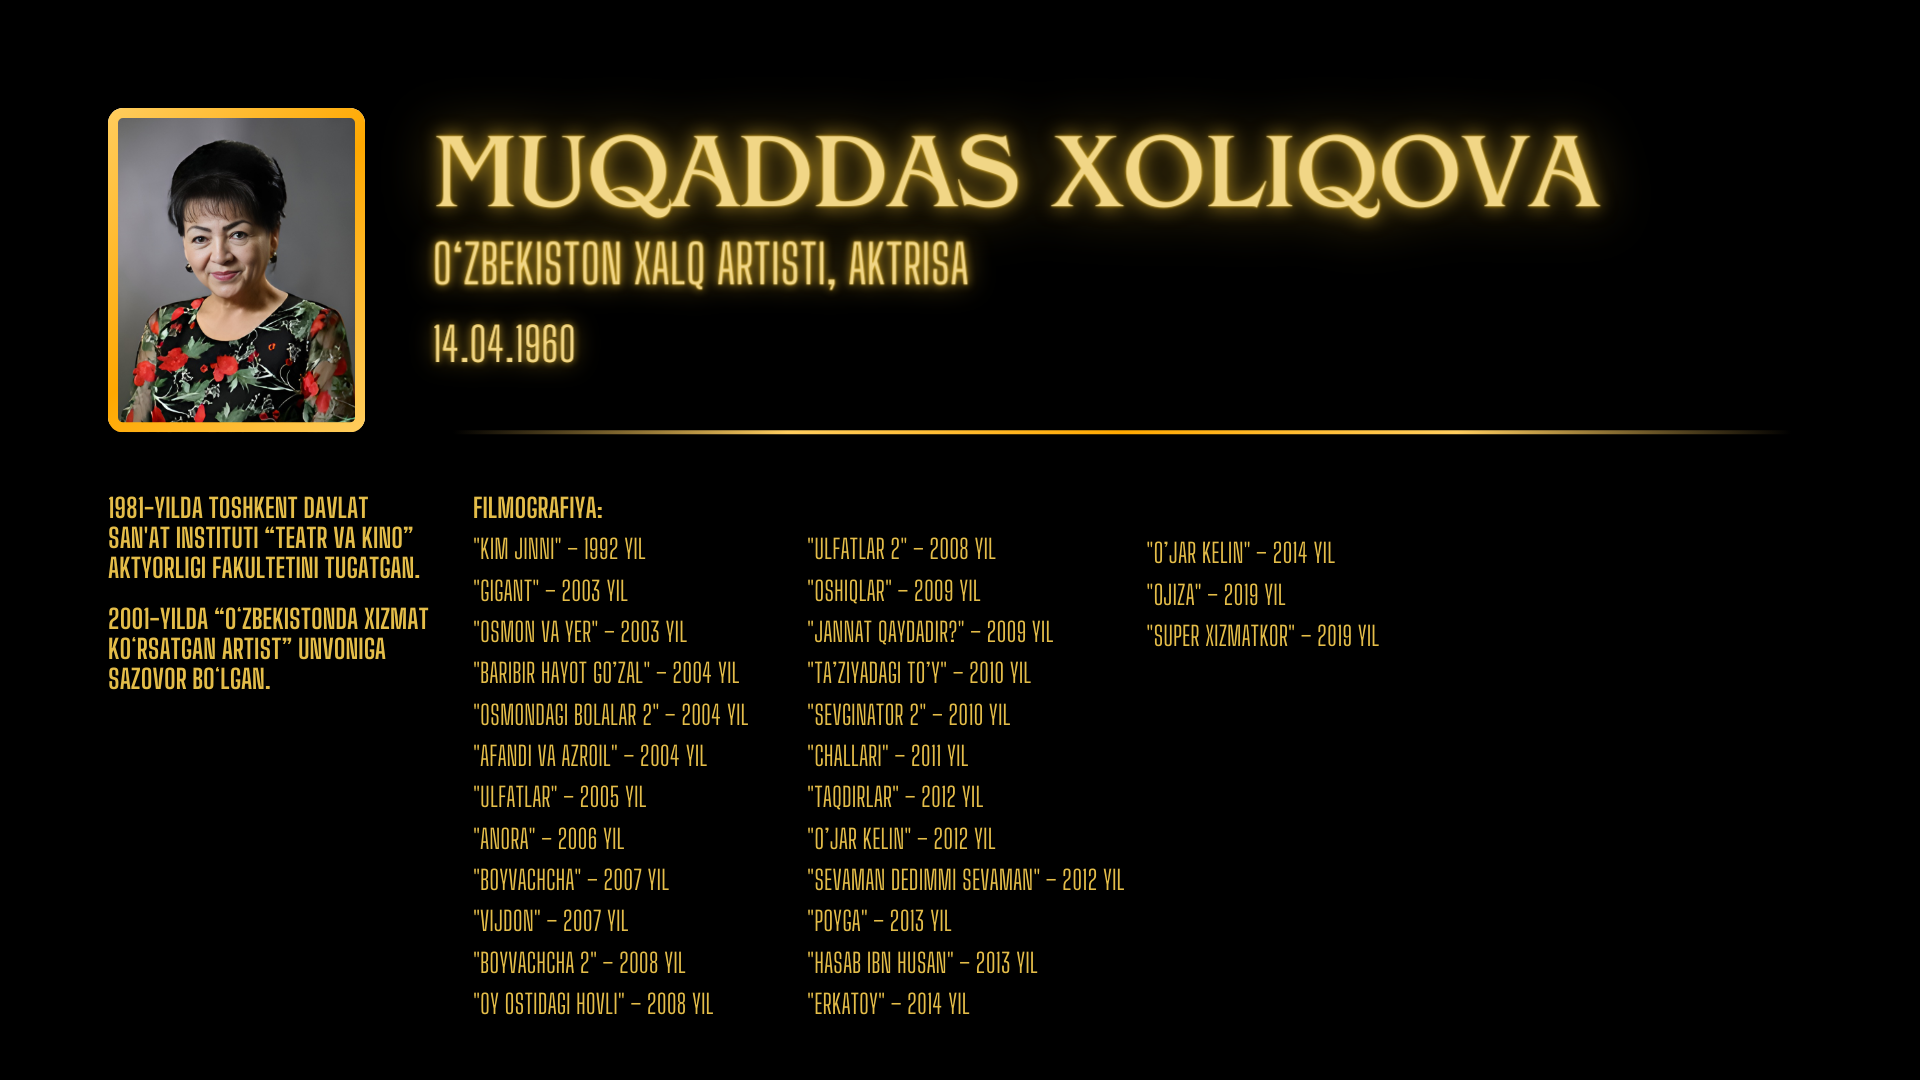 MUQADDAS XOLIQOVA
O‘ZBEKISTON XALQ ARTISTI, AKTRISA
14.04.1960
1981-YILDA TOSHKENT DAVLAT
SAN'AT INSTITUTI “TEATR VA KINO”
AKTYORLIGI FAKULTETINI TUGATGAN.
2001-YILDA “O‘ZBEKISTONDA XIZMAT
KO‘RSATGAN ARTIST” UNVONIGA
SAZOVOR BO‘LGAN.
FILMOGRAFIYA:
"KIM JINNI" – 1992 YIL
"GIGANT" – 2003 YIL
"OSMON VA YER" – 2003 YIL
"BARIBIR HAYOT GO’ZAL" – 2004 YIL
"OSMONDAGI BOLALAR 2" – 2004 YIL
"AFANDI VA AZROIL" – 2004 YIL
"ULFATLAR" – 2005 YIL
"ANORA" – 2006 YIL
"BOYVACHCHA" – 2007 YIL
"VIJDON" – 2007 YIL
"BOYVACHCHA 2" – 2008 YIL
"OY OSTIDAGI HOVLI" – 2008 YIL
"ULFATLAR 2" – 2008 YIL
"OSHIQLAR" – 2009 YIL
"JANNAT QAYDADIR?" – 2009 YIL
"TA’ZIYADAGI TO’Y" – 2010 YIL
"SEVGINATOR 2" – 2010 YIL
"CHALLARI" – 2011 YIL
"TAQDIRLAR" – 2012 YIL
"O’JAR KELIN" – 2012 YIL
"SEVAMAN DEDIMMI SEVAMAN" – 2012 YIL
"POYGA" – 2013 YIL
"HASAB IBN HUSAN" – 2013 YIL
"ERKATOY" – 2014 YIL
"O’JAR KELIN" – 2014 YIL
"OJIZA" – 2019 YIL
"SUPER XIZMATKOR" – 2019 YIL